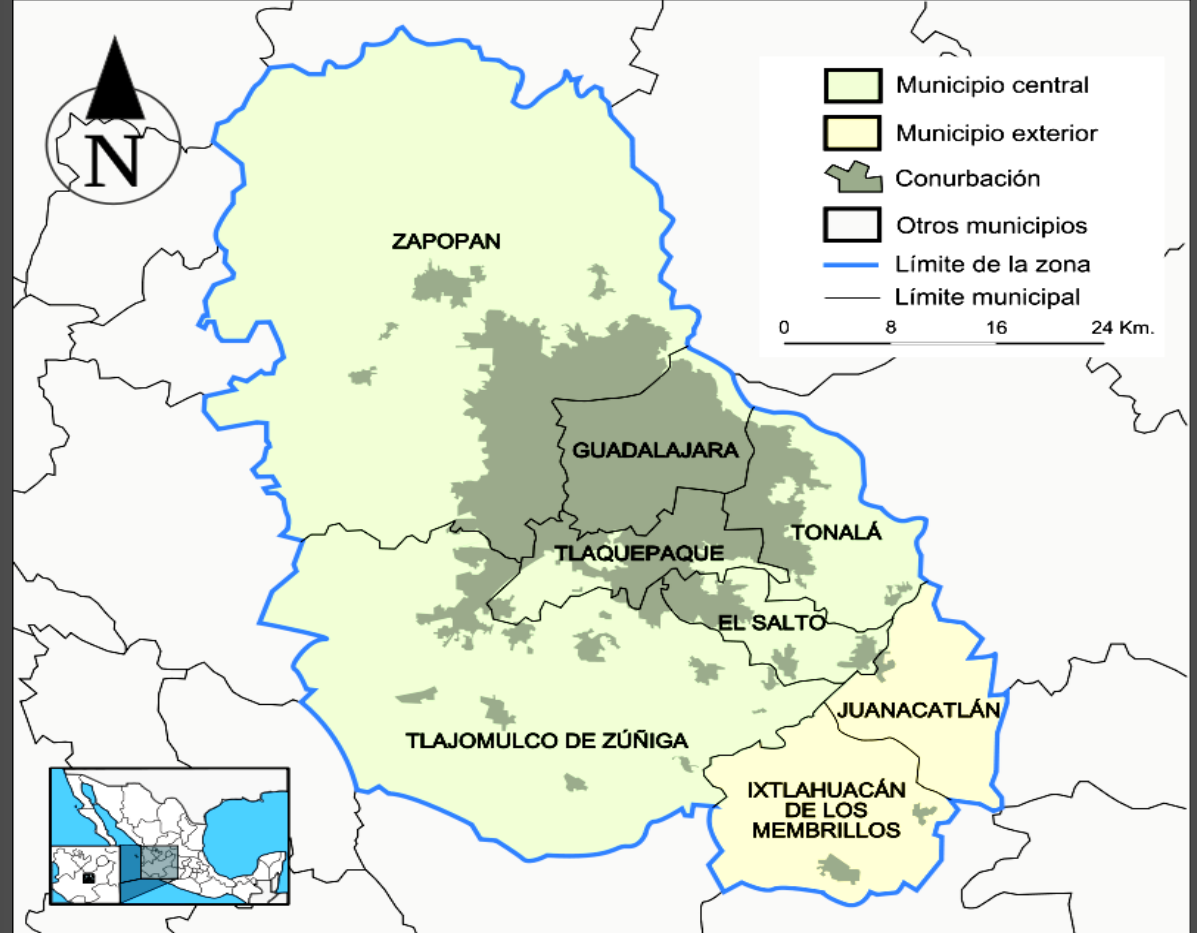 N
Municipio central
Municipio exterior
Conurbación
Otros municipios
Límite de la zona
Límite municipal
0 8 16 24 Km.
ZAPOPAN
GUADALAJARA
TONALÁ
TLAQUEPAQUE
EL SALTO
JUANACATLÁN
TLAJOMULCO DE ZÚÑIGA
IXTLAHUACÁN
DE LOS
MEMBRILLOS